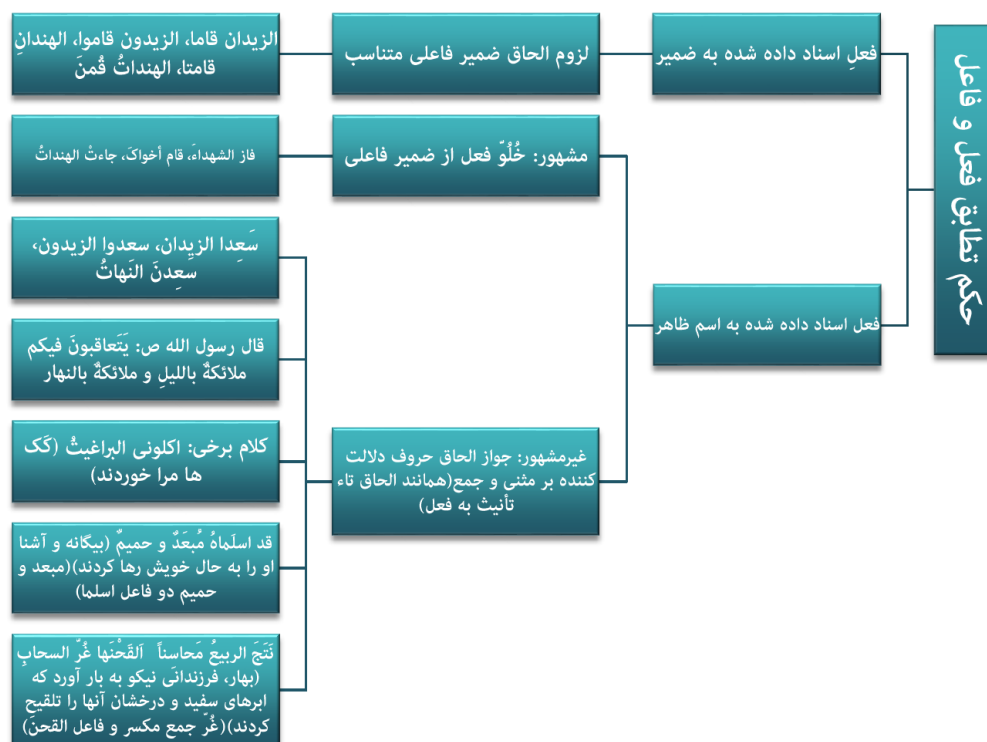 حکم تطابق فعل و فاعل
فعلِ اسناد داده شده به ضمیر
لزوم الحاق ضمیر فاعلی متناسب
الزیدان قاما، الزیدون قاموا، الهندانِ
قامتا، الهنداتُ قُمنَ
فعل اسناد داده شده به اسم ظاهر
مشهور: خُلُوّ فعل از ضمیر فاعلی
فاز الشهداءَ، قام أخواکَ، جاءتْ الهنداتُ
غیرمشهور: جواز الحاق حروف دلالت
کننده بر مثنی و جمع(همانند الحاق تاء
تأنیث به فعل)
سَعِدا الزیِدان، سعدوا الزیدون،
سعِدنَ النَهاتُ
قال رسول الله ص: یَتَعاقبونَ فیکم
ملائکةٌ باللیلِ و ملائکةٌ بالنهار
کلام برخی: اکلونی البراغیثُ (کَک
ها مرا خوردند)
قد اسلَماهُ مُبعَدٌ و حمیمٌ (بیگانه و آشنا
او را به حال خویش رها کردند)(مبعد و
حمیم دو فاعل اسلما)
نَتَجَ الربیعُ مَحاسناً اَلقَحْنَها غُرّ السحابِ
(بهار، فرزندانی نیکو به بار آورد که
ابرهای سفید و درخشان آنها را تلقیح
کردند)(غُرّ جمع مکسر و فاعل القحنَ)